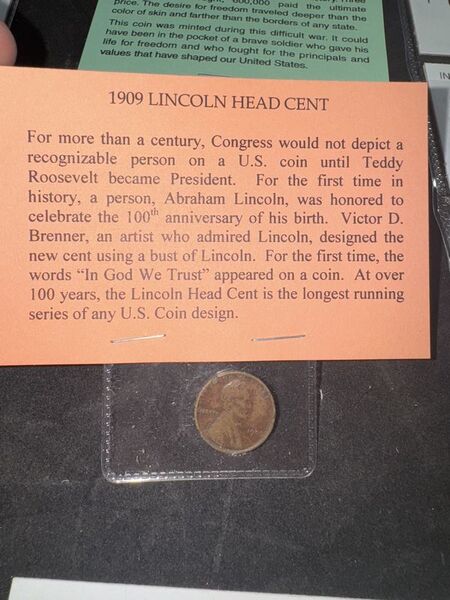 600,000 paid the ultimate
price. The desire for freedom traveled deeper than the
color of skin and farther than the borders of any state.
This coin was minted during this difficult war. It could
have been in the pocket of a brave soldier who gave his
life for freedom and who fought for the principals and
values that have shaped our United States.
1909 LINCOLN HEAD CENT
For more than a century, Congress would not depict a
recognizable person on a U.S. coin until Teddy
Roosevelt became President. For the first time in
history, a person, Abraham Lincoln, was honored to
celebrate the 100th anniversary of his birth. Victor D.
Brenner, an artist who admired Lincoln, designed the
new cent using a bust of Lincoln. For the first time, the
words “In God We Trust” appeared on a coin. At over
100 years, the Lincoln Head Cent is the longest running
series of any U.S. Coin design.